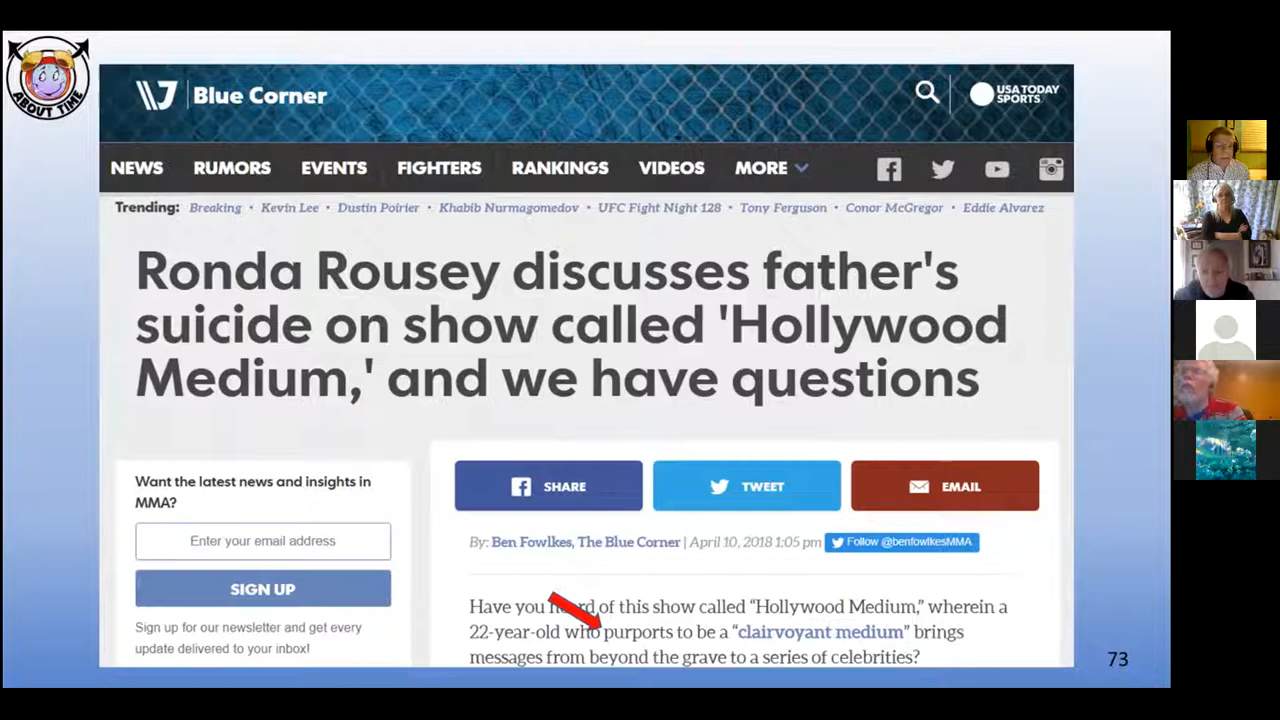 ABOUT TIME
Blue Corner
USA TODAY
SPORTS
NEWS RUMORS EVENTS FIGHTERS RANKINGS VIDEOS MORE
Trending: Breaking • Kevin Lee • Dustin Poirier • Khabib Nurmagomedov • UFC Fight Night 128 • Tony Ferguson • Conor McGregor • Eddie Alvarez
Ronda Rousey discusses father's
suicide on show called 'Hollywood
Medium,' and we have questions
Want the latest news and insights in
MMA?
Enter your email address
SIGN UP
Sign up for our newsletter and get every
update delivered to your inbox!
SHARE TWEET EMAIL
By: Ben Fowlkes, The Blue Corner | April 10, 2018 1:05 pm Follow @benfowlkesMMA
Have you heard of this show called “Hollywood Medium,” wherein a
22-year-old who purports to be a “clairvoyant medium” brings
messages from beyond the grave to a series of celebrities?
73